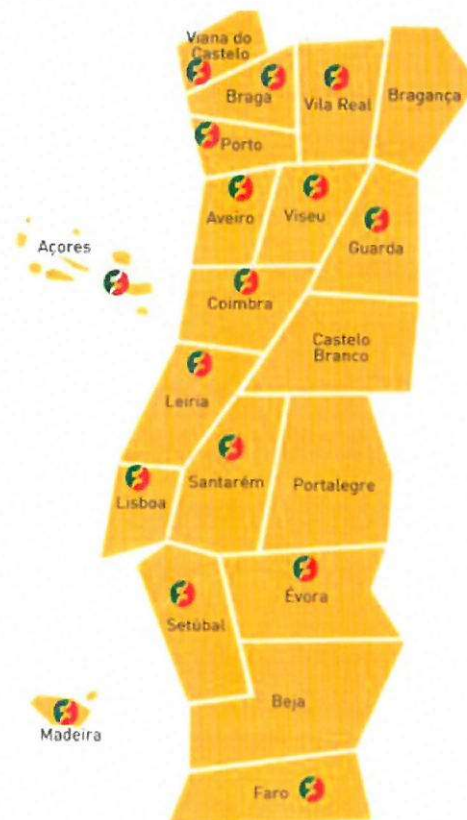 Viana do
Castelo
Braga
Vila Real
Bragança
Porto
Aveiro
Viseu
Guarda
Açores
Coimbra
Castelo
Branco
Leiria
Santarém
Portalegre
Lisboa
Évora
Setúbal
Beja
Madeira
Faro